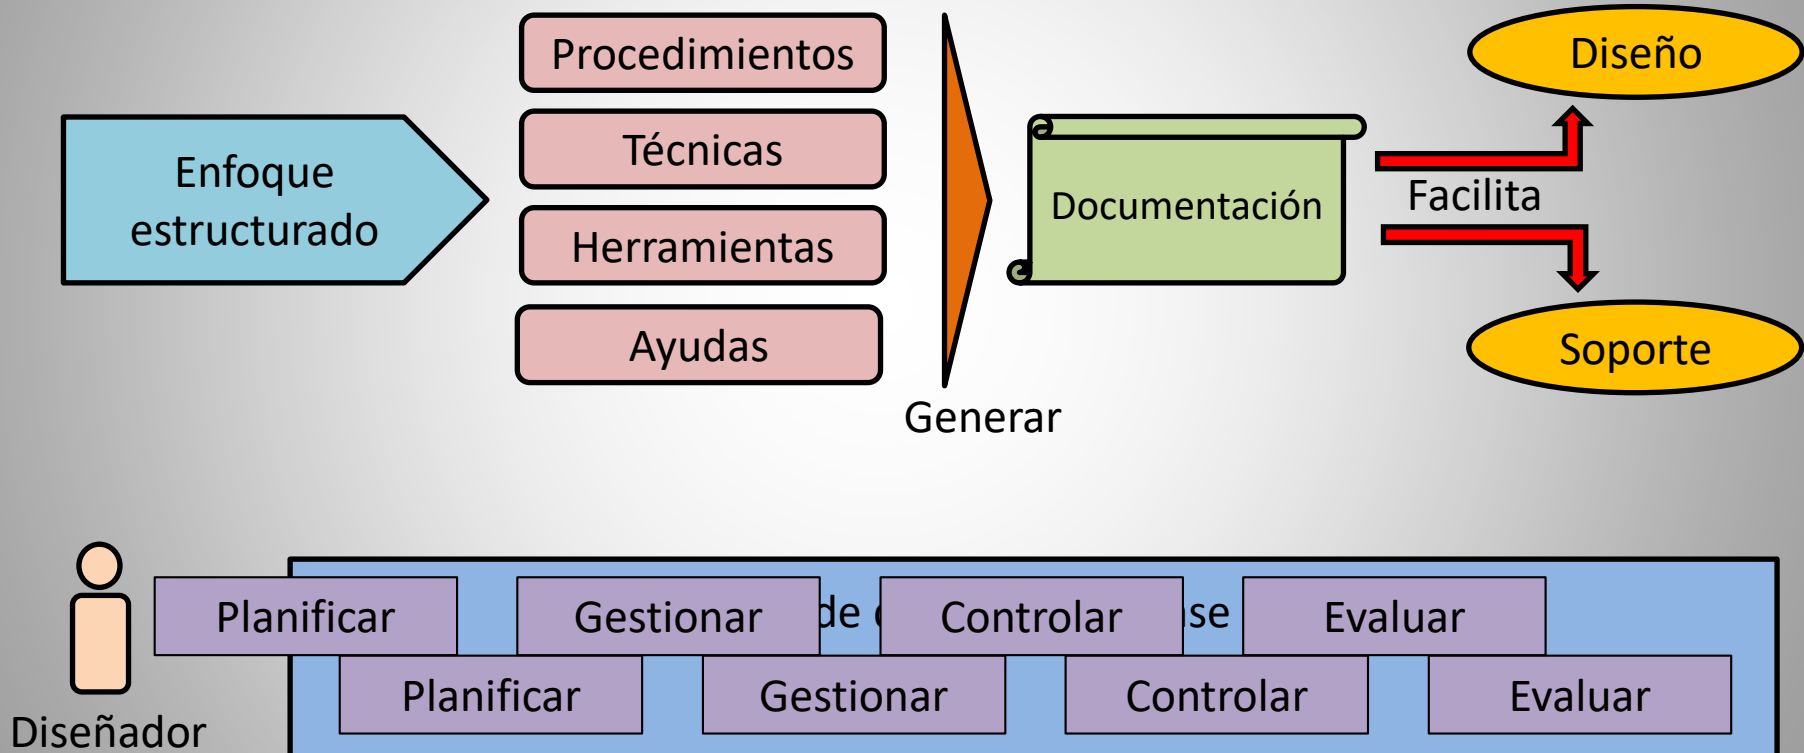 Procedimientos
Técnicas
Herramientas
Ayudas
Enfoque
estructurado
Generar
Documentación
Facilita
Diseño
Soporte
Diseñador
Planificar
Gestionar
de
Controlar
Evaluar
Planificar
Gestionar
Controlar
Evaluar